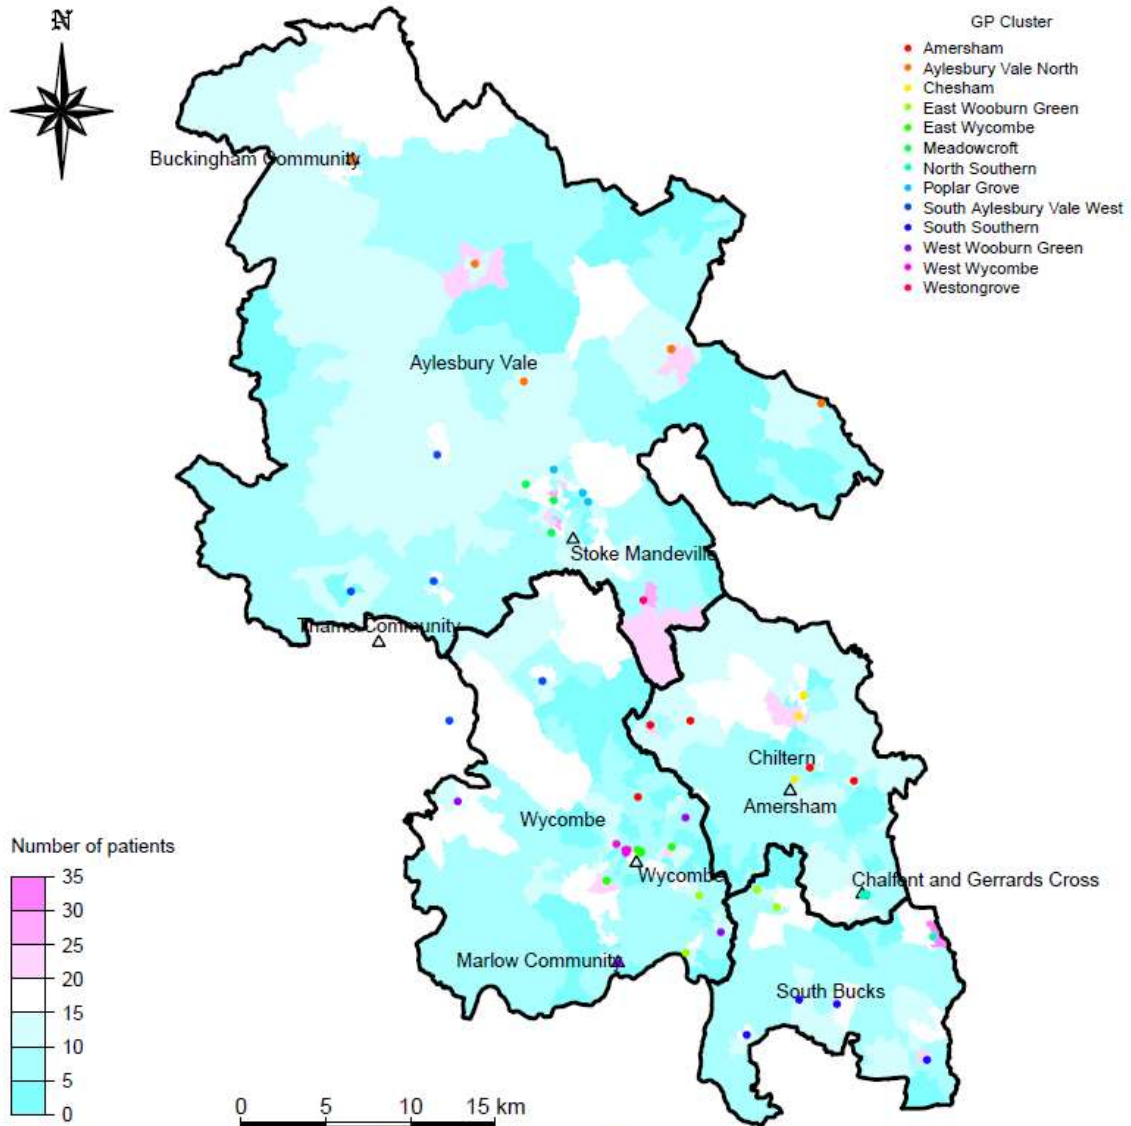 N
GP Cluster
Amersham
Aylesbury Vale North
Chesham
East Wooburn Green
East Wycombe
Meadowcroft
North Southern
Poplar Grove
South Aylesbury Vale West
South Southern
West Wooburn Green
West Wycombe
Westongrove
Buckingham Community
Aylesbury Vale
Stoke Mandeville
Thame Community
Chiltern
Amersham
Wycombe
Wycombe
Chalfont and Gerrards Cross
Marlow Community
South Bucks
Number of patients
35
30
25
20
15
10
5
0
0 5 10 15 km